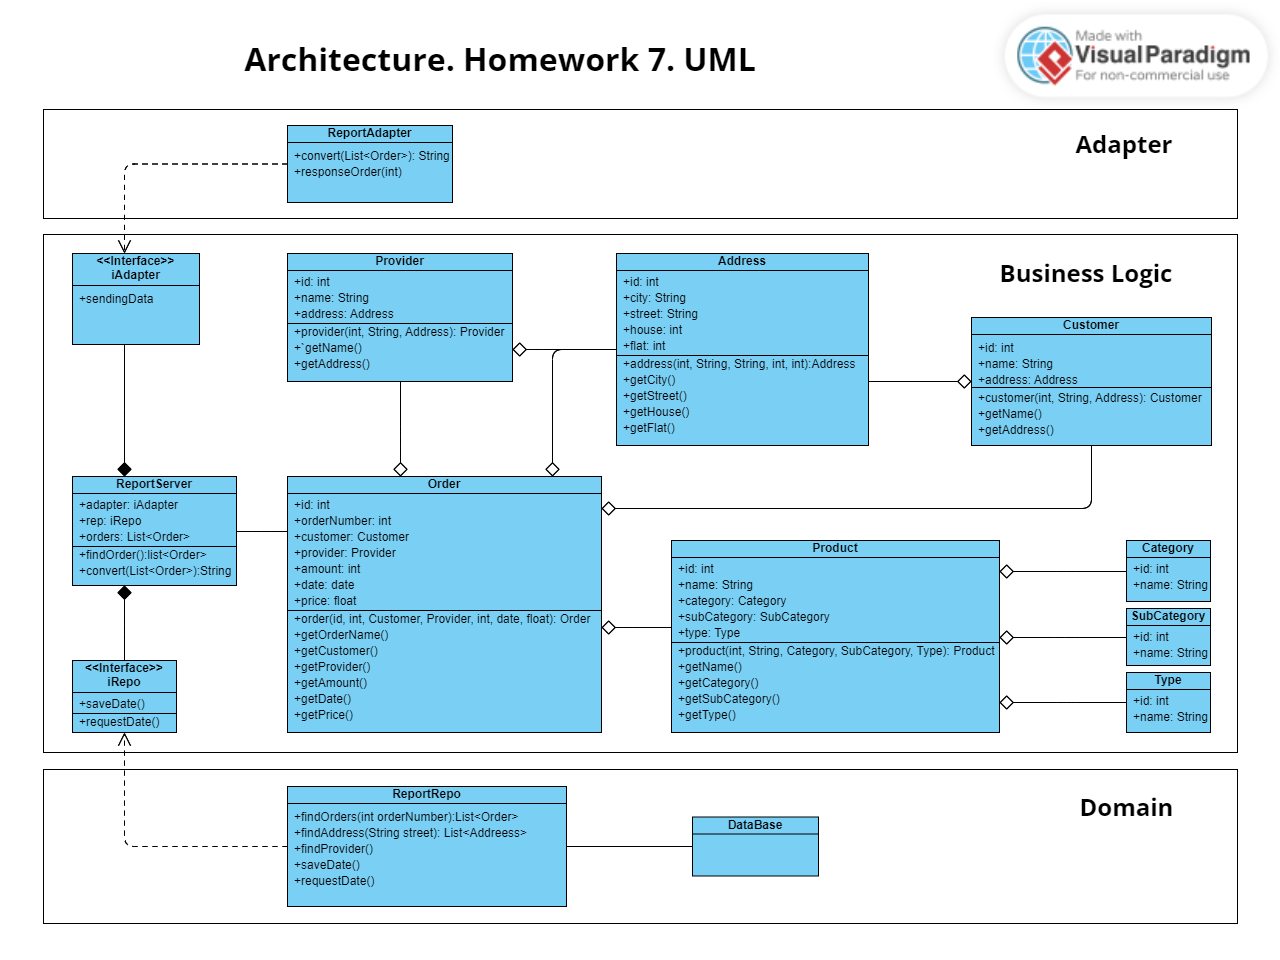 Architecture. Homework 7. UML
Made with
VisualParadigm
For non-commercial use
Adapter
ReportAdapter
+convert(List<Order>): String
+responseOrder(int)
Business Logic
<<Interface>>
iAdapter
+sendingData
Provider
+id: int
+name: String
+address: Address
+provider(int, String, Address): Provider
+`getName()
+getAddress()
Address
+id: int
+city: String
+street: String
+house: int
+flat: int
+address(int, String, String, int, int):Address
+getCity()
+getStreet()
+getHouse()
+getFlat()
Customer
+id: int
+name: String
+address: Address
+customer(int, String, Address): Customer
+getName()
+getAddress()
ReportServer
+adapter: iAdapter
+rep: iRepo
+orders: List<Order>
+findOrder():list<Order>
+convert(List<Order>):String
Order
+id: int
+orderNumber: int
+customer: Customer
+provider: Provider
+amount: int
+date: date
+price: float
+order(id, int, Customer, Provider, int, date, float): Order
+getOrderName()
+getCustomer()
+getProvider()
+getAmount()
+getDate()
+getPrice()
Product
+id: int
+name: String
+category: Category
+subCategory: SubCategory
+type: Type
+product(int, String, Category, SubCategory, Type): Product
+getName()
+getCategory()
+getSubCategory()
+getType()
Category
+id: int
+name: String
SubCategory
+id: int
+name: String
Type
+id: int
+name: String
<<Interface>>
iRepo
+saveDate()
+requestDate()
Domain
ReportRepo
+findOrders(int orderNumber):List<Order>
+findAddress(String street): List<Addreess>
+findProvider()
+saveDate()
+requestDate()
DataBase